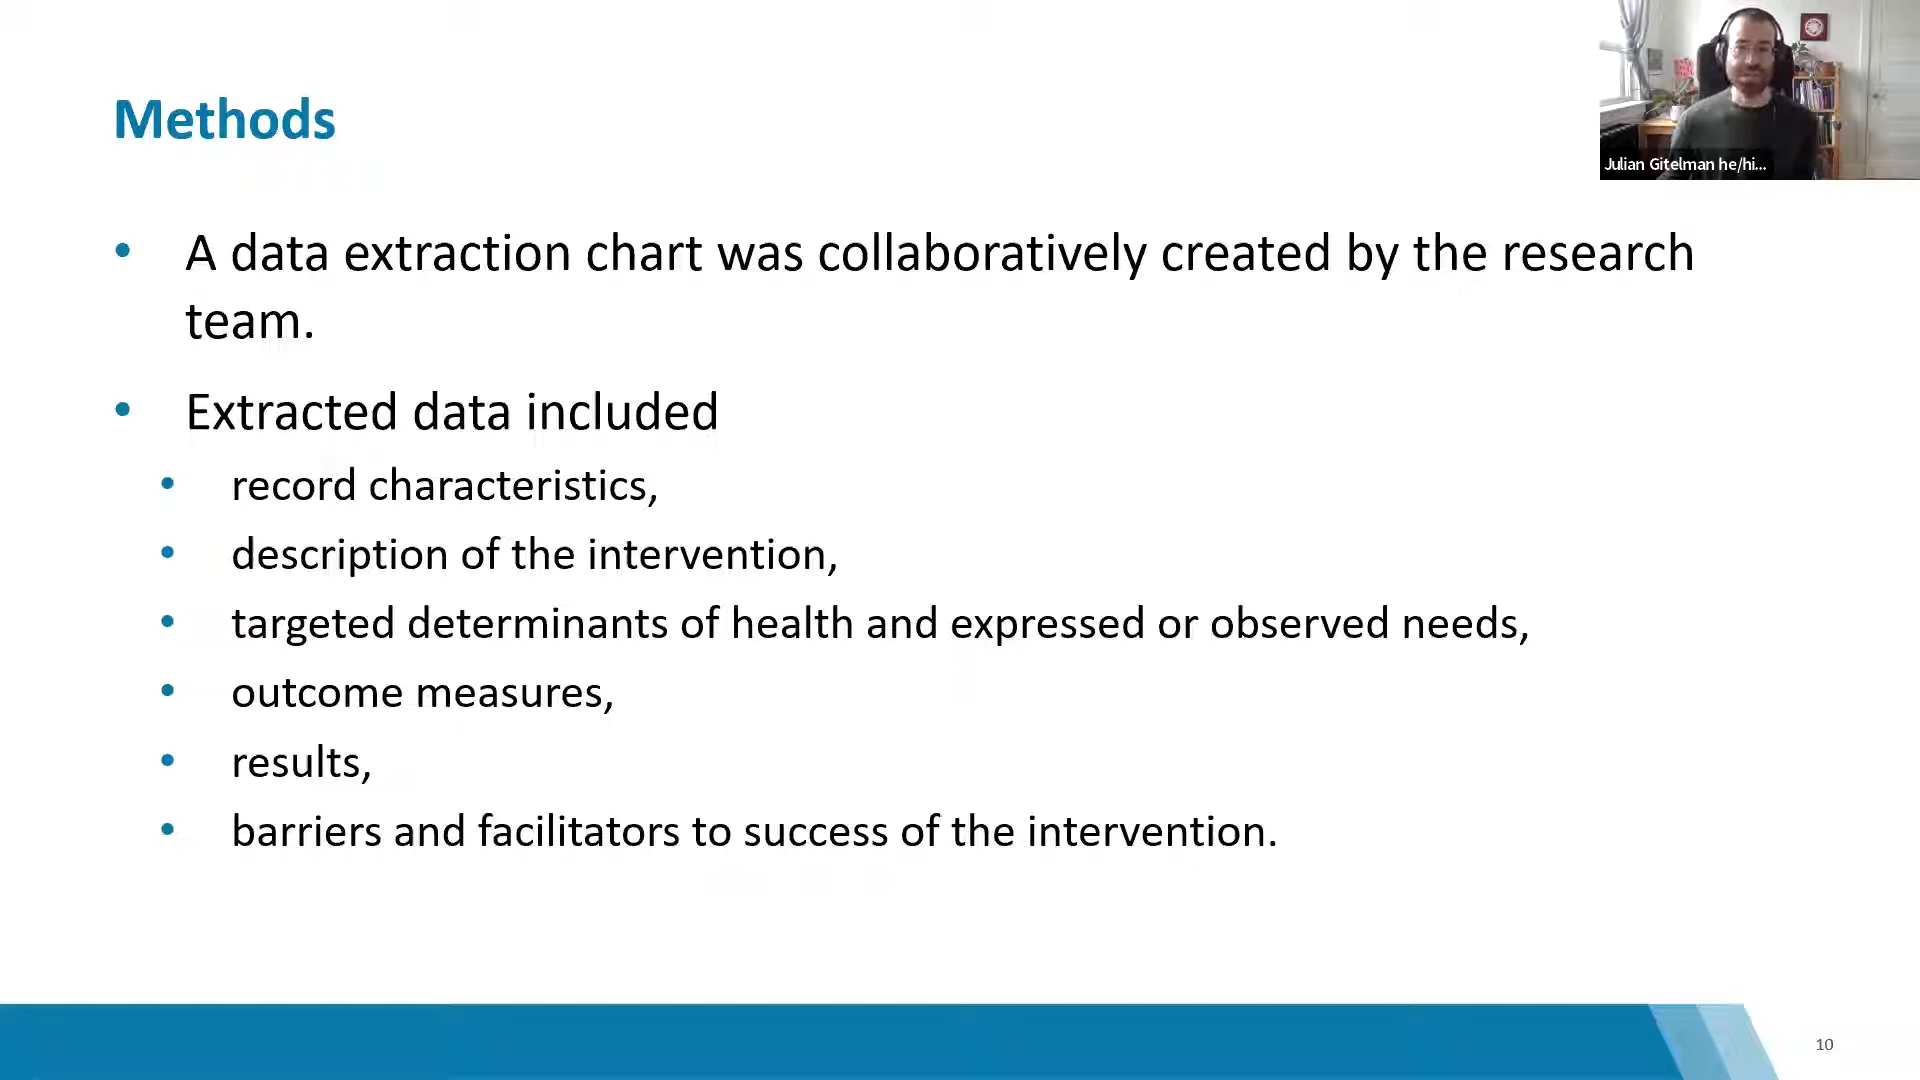 Methods
Julian Gitelman he/hi...
• A data extraction chart was collaboratively created by the research
team.
• Extracted data included
• record characteristics,
• description of the intervention,
• targeted determinants of health and expressed or observed needs,
• outcome measures,
• results,
• barriers and facilitators to success of the intervention.
10